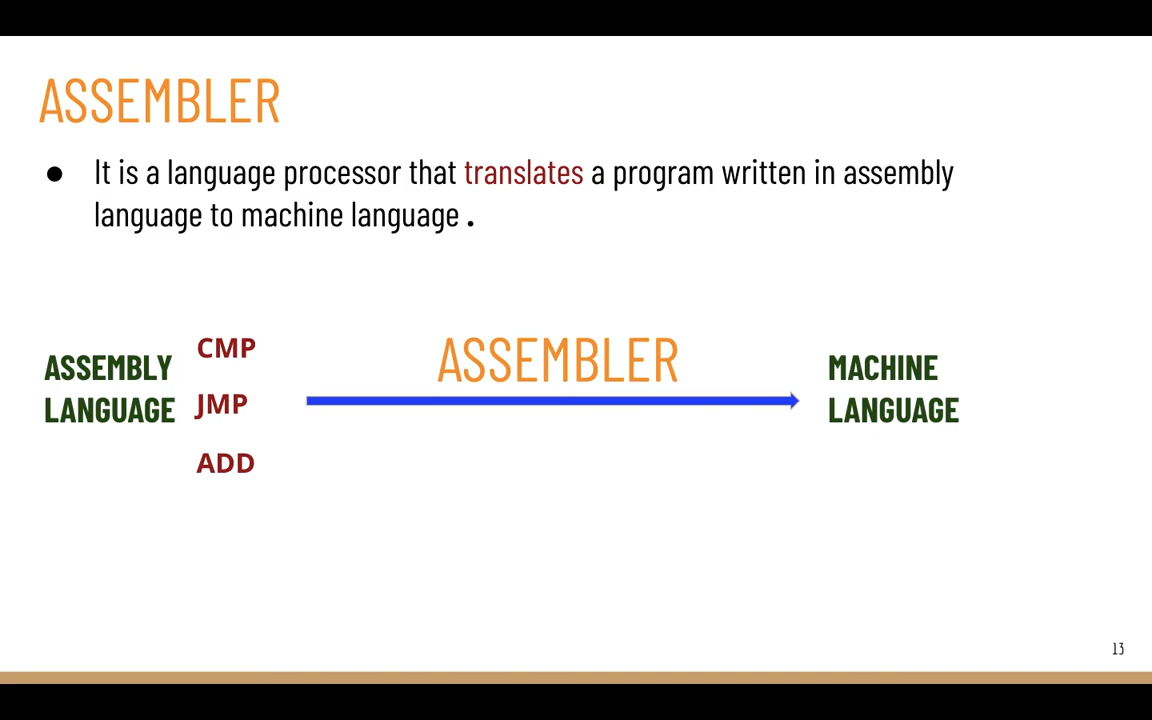 ASSEMBLER
● It is a language processor that translates a program written in assembly
language to machine language .
ASSEMBLY
LANGUAGE
CMP
JMP
ADD
ASSEMBLER
MACHINE
LANGUAGE
13